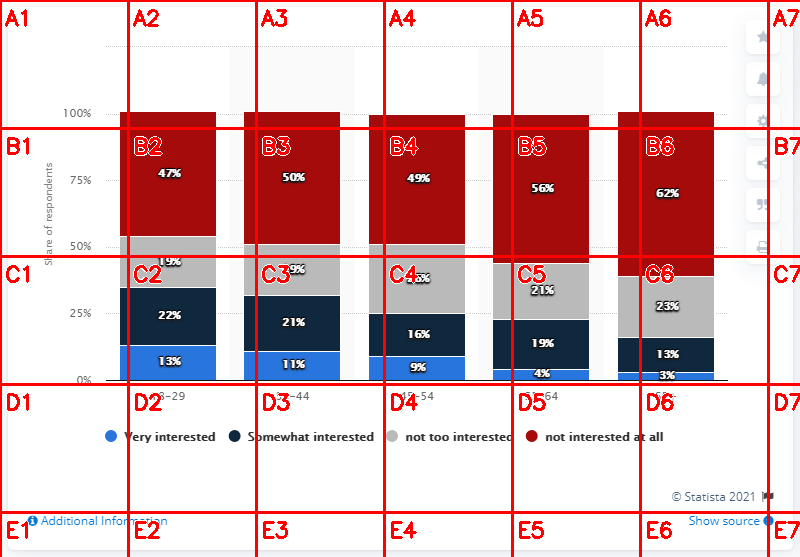 A1 A2 A3 A4 A5 A6 A7
100%
B1 B2 B3 B4 B5 B6 B7
47% 50% 49% 56% 62%
75%
Share of respondents
50%
19%
C1 C2 C3 C4 C5 C6 C7
21% 23%
25%
22% 21% 16% 19% 13%
13% 11% 9% 4% 3%
0%
D1 D2 D3 D4 D5 D6 D7
Very interested Somewhat interested not too interested not interested at all
© Statista 2021
Additional Information Show source
E1 E2 E3 E4 E5 E6 E7